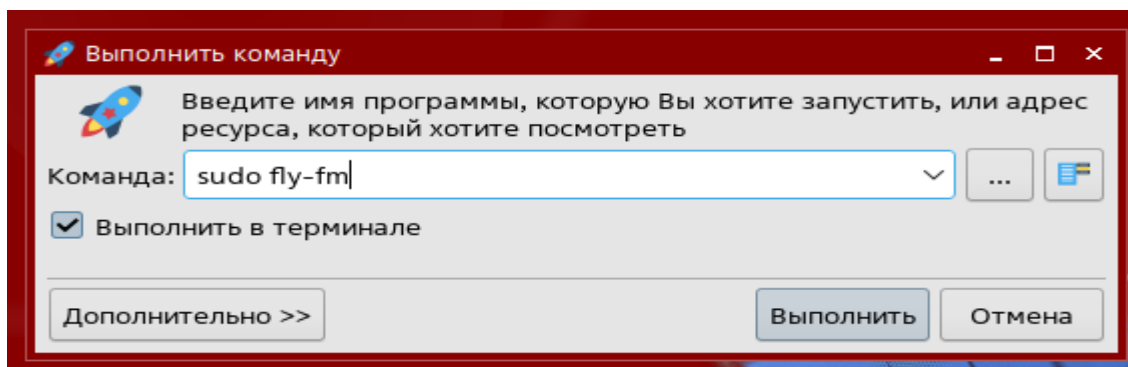 Выполнить команду
Введите имя программы, которую Вы хотите запустить, или адрес
ресурса, который хотите посмотреть
Команда: sudo fly-fm ...
Выполнить в терминале
Дополнительно >> Выполнить Отмена